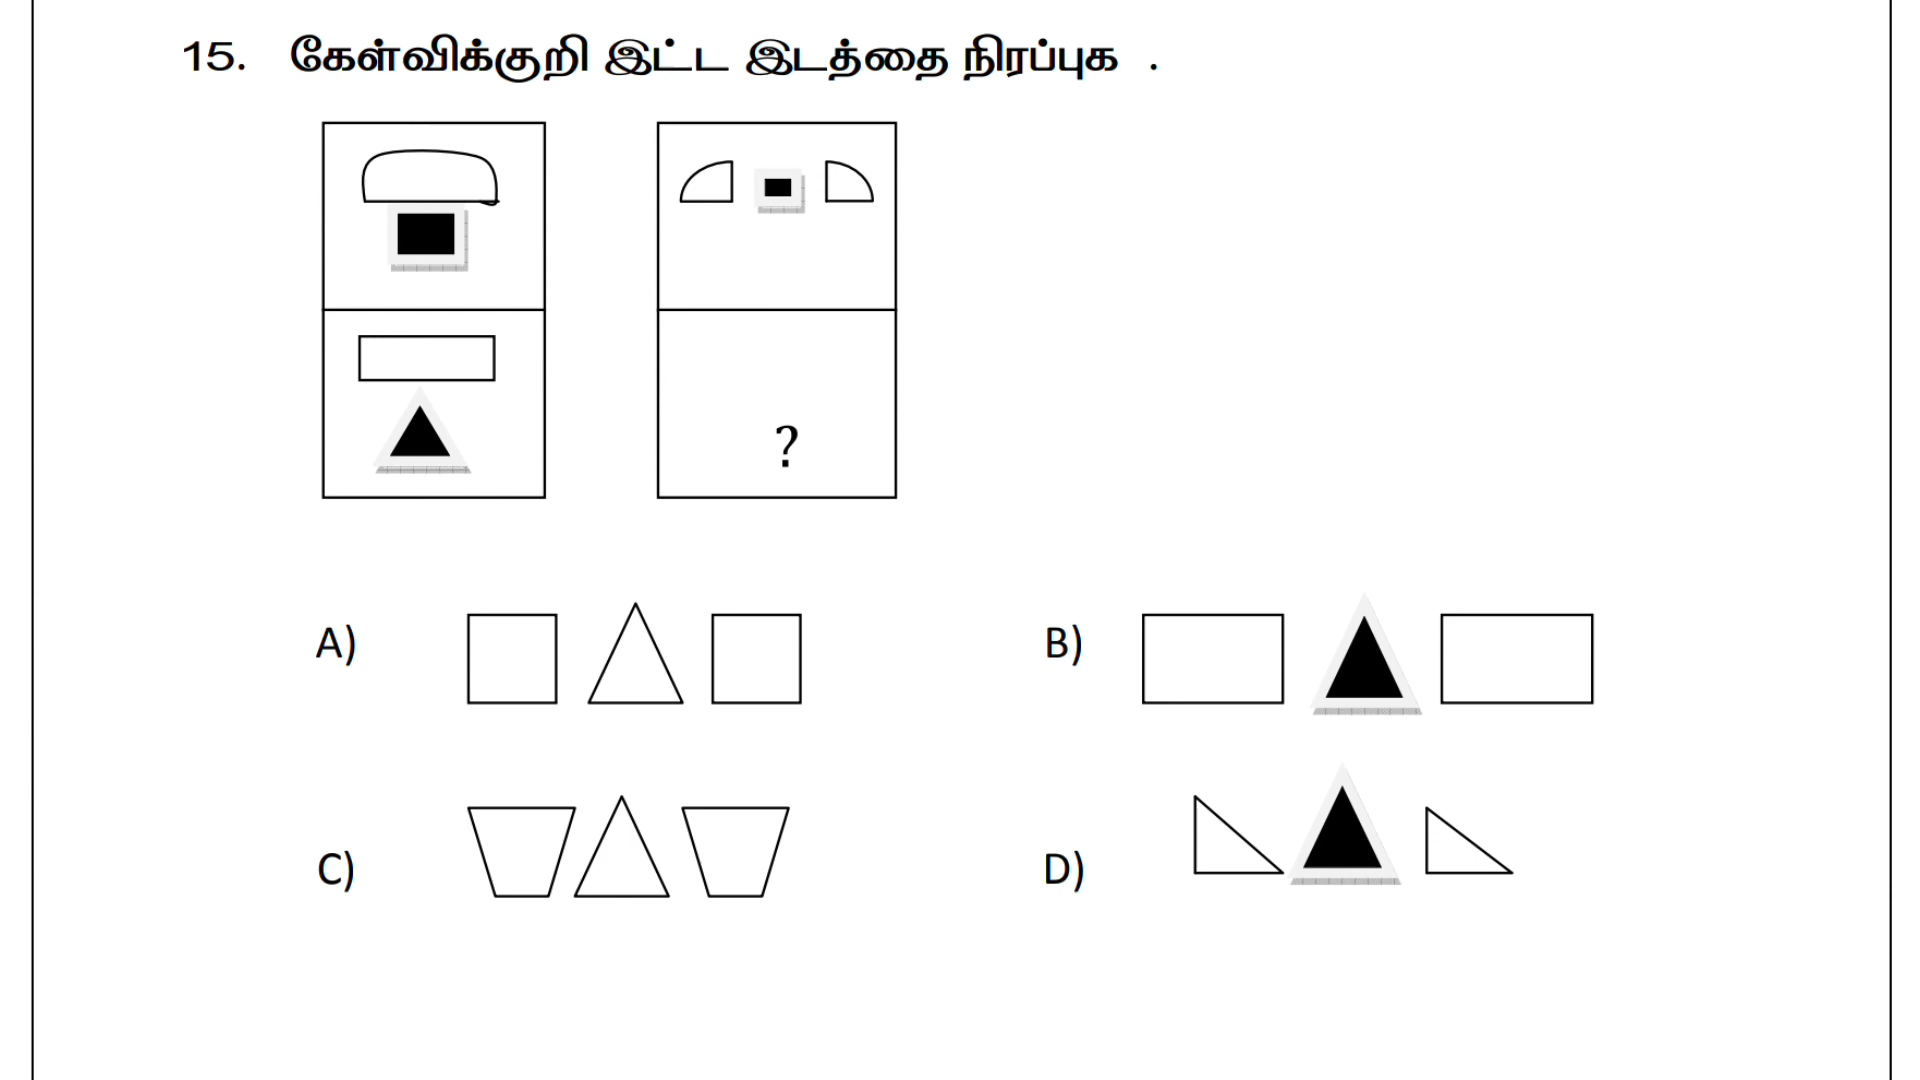 15. கேள்விக்குறி இட்ட இடத்தை நிரப்புக .
?
A)
B)
C)
D)